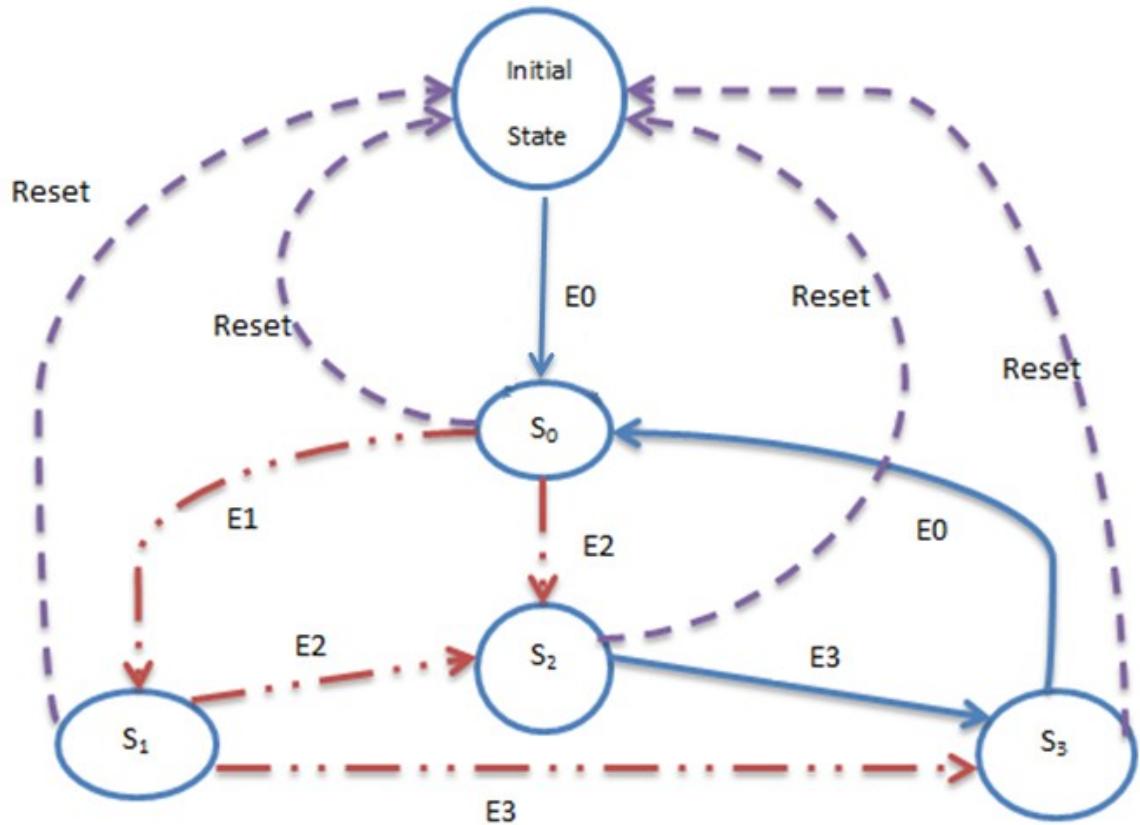 Initial
State
Reset
E0
Reset
Reset
Reset
S₀
E1
E0
E2
E2
S₂
E3
S₁
S₃
E3